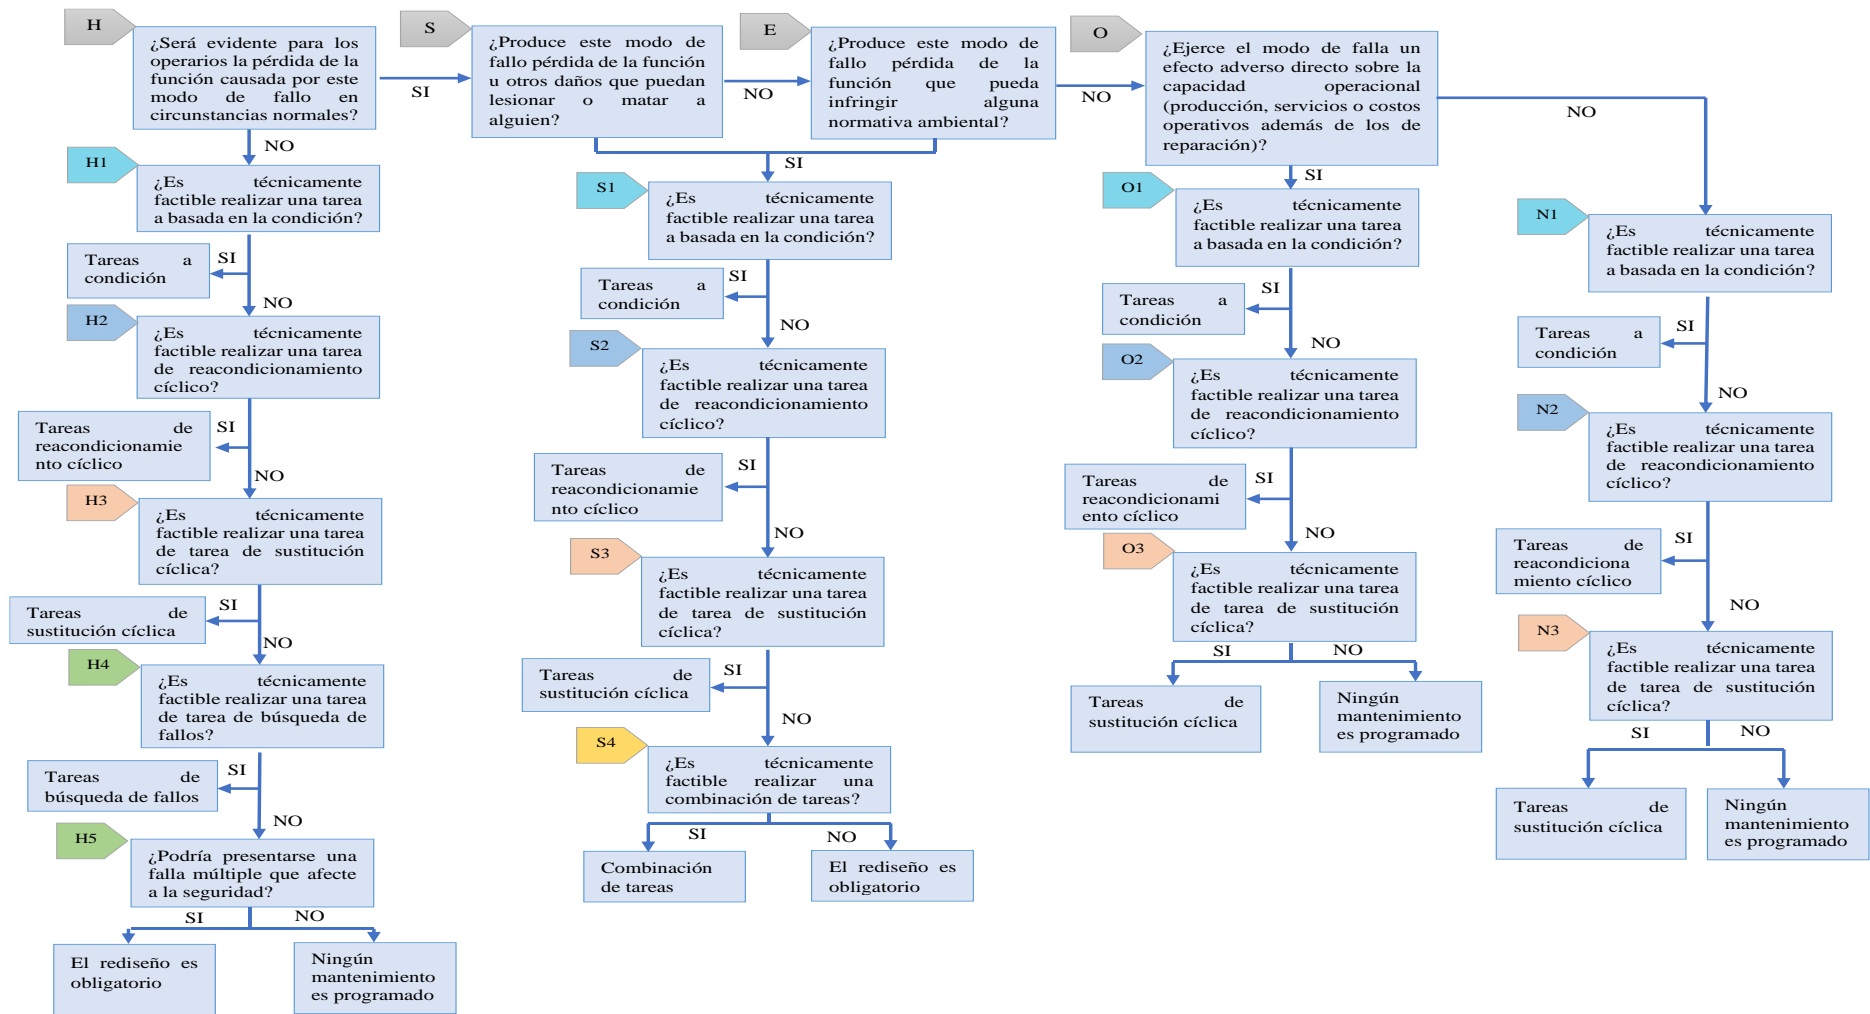 H
¿Será evidente para los
operarios la pérdida de la
función causada por este
modo de fallo en
circunstancias normales?
SI
S
¿Produce este modo de
fallo pérdida de la función
u otros daños que puedan
lesionar o matar a
alguien?
NO
E
¿Produce este modo de
fallo pérdida de la
función que pueda
infringir alguna
normativa ambiental?
NO
O
¿Ejerce el modo de falla un
efecto adverso directo sobre la
capacidad operacional
(producción, servicios o costos
operativos además de los de
reparación)?
NO
NO
H1
¿Es técnicamente
factible realizar una tarea
a basada en la condición?
SI
Tareas a
condición
NO
H2
¿Es técnicamente
factible realizar una tarea
de reacondicionamiento
cíclico?
SI
Tareas de
reacondicionamie
nto cíclico
NO
H3
¿Es técnicamente
factible realizar una tarea
de tarea de sustitución
cíclica?
SI
Tareas de
sustitución cíclica
NO
H4
¿Es técnicamente
factible realizar una tarea
de tarea de búsqueda de
fallos?
SI
Tareas de
búsqueda de fallos
NO
H5
¿Podría presentarse una
falla múltiple que afecte
a la seguridad?
SI
NO
El rediseño es
obligatorio
Ningún
mantenimiento
es programado
SI
S1
¿Es técnicamente
factible realizar una tarea
a basada en la condición?
SI
Tareas a
condición
NO
S2
¿Es técnicamente
factible realizar una tarea
de reacondicionamiento
cíclico?
SI
Tareas de
reacondicionamie
nto cíclico
NO
S3
¿Es técnicamente
factible realizar una tarea
de tarea de sustitución
cíclica?
SI
Tareas de
sustitución cíclica
NO
S4
¿Es técnicamente
factible realizar una
combinación de tareas?
SI
NO
Combinación
de tareas
El rediseño es
obligatorio
SI
O1
¿Es técnicamente
factible realizar una tarea
a basada en la condición?
SI
Tareas a
condición
NO
O2
¿Es técnicamente
factible realizar una tarea
de reacondicionamiento
cíclico?
SI
Tareas de
reacondicionami
ento cíclico
NO
O3
¿Es técnicamente
factible realizar una tarea
de tarea de sustitución
cíclica?
SI
NO
Tareas de
sustitución cíclica
Ningún
mantenimiento
es programado
N1
¿Es técnicamente
factible realizar una tarea
a basada en la condición?
SI
Tareas a
condición
NO
N2
¿Es técnicamente
factible realizar una tarea
de reacondicionamiento
cíclico?
SI
Tareas de
reacondiciona
miento cíclico
NO
N3
¿Es técnicamente
factible realizar una tarea
de tarea de sustitución
cíclica?
SI
NO
Tareas de
sustitución cíclica
Ningún
mantenimiento
es programado